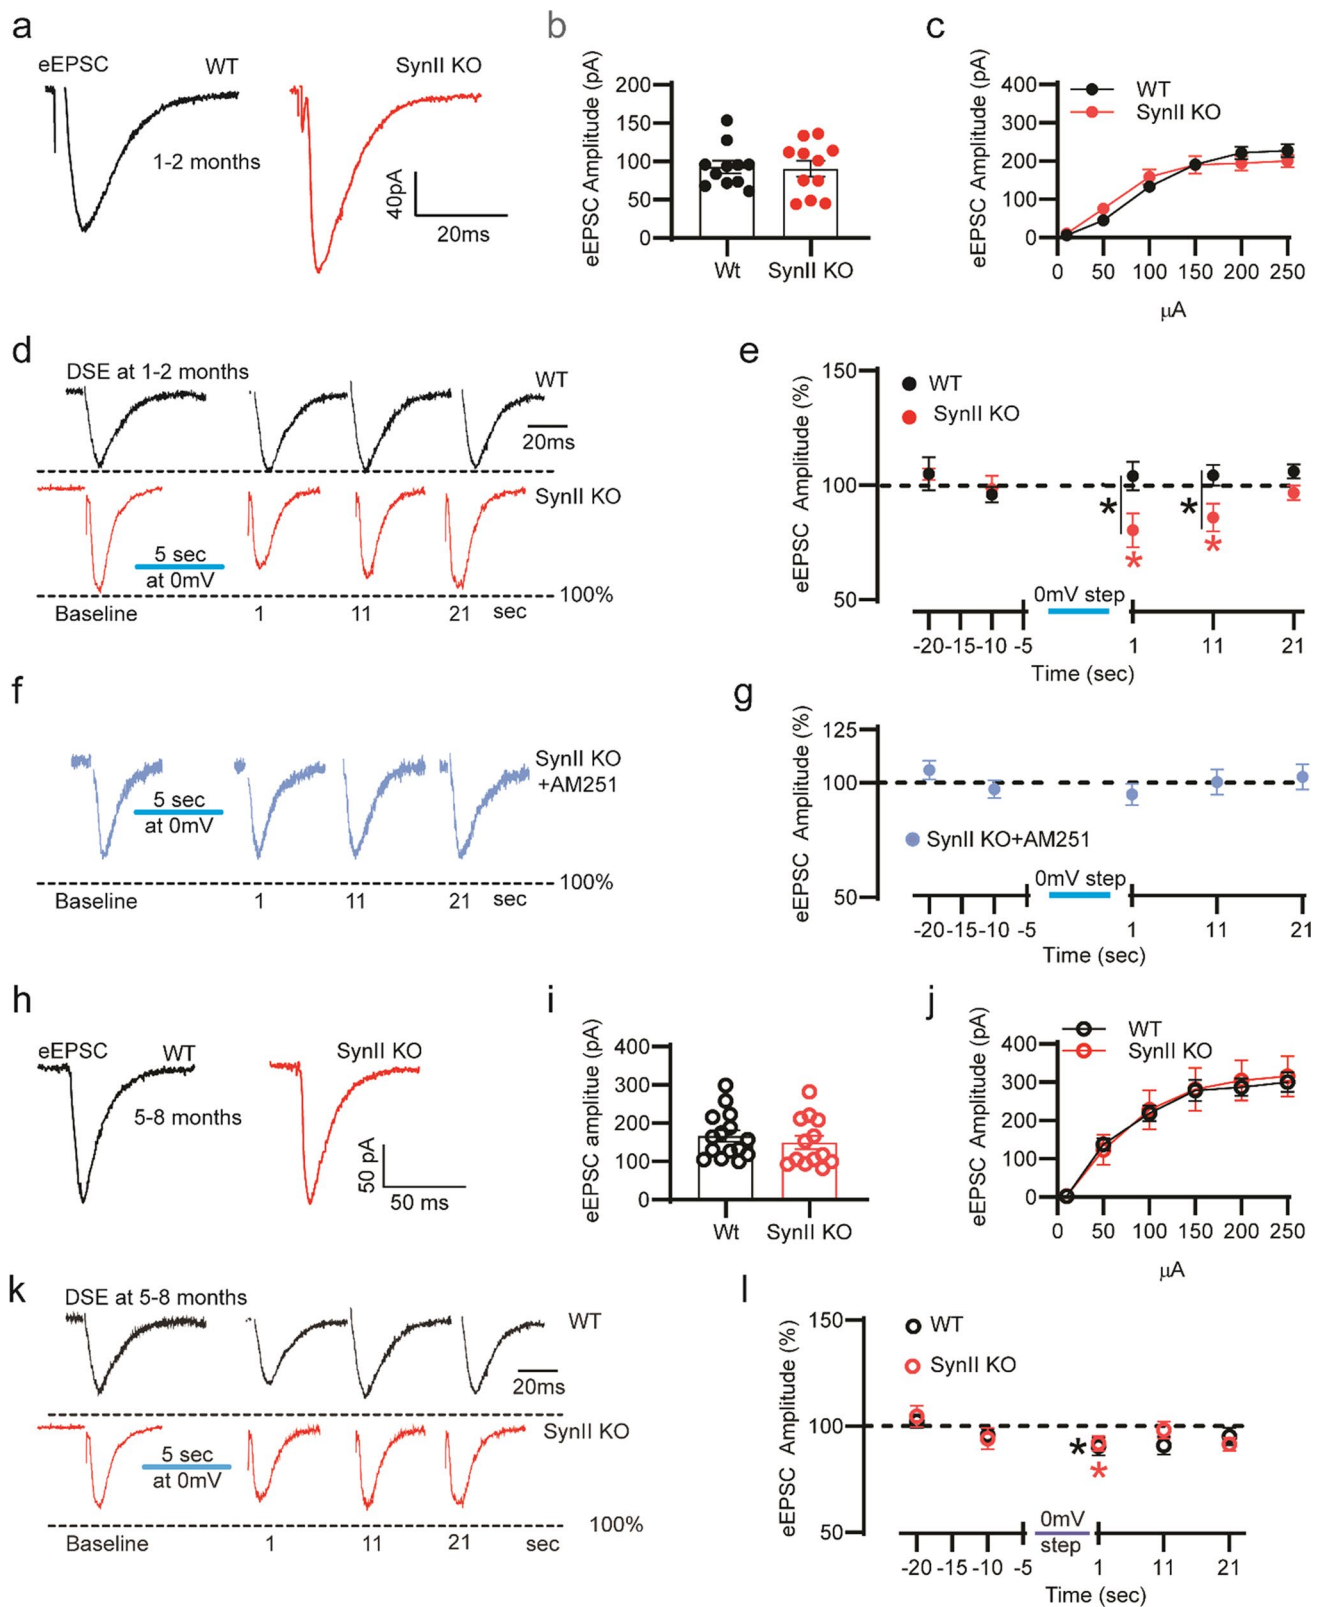 a
eEPSC
WT
SynII KO
1-2 months
40pA
20ms
b
eEPSC Amplitude (pA)
200
150
100
50
0
Wt SynII KO
c
eEPSC Amplitude (pA)
400
300
200
100
0
WT
SynII KO
0 50 100 150 200 250
μA
d
DSE at 1-2 months
WT
20ms
SynII KO
5 sec
at 0mV
100%
Baseline 1 11 21 sec
e
eEPSC Amplitude (%)
150
100
50
WT
SynII KO
*
*
*
*
0mV step
-20 -15 -10 -5 1 11 21
Time (sec)
f
SynII KO
+AM251
5 sec
at 0mV
100%
Baseline 1 11 21 sec
g
eEPSC Amplitude (%)
125
100
50
SynII KO+AM251
0mV step
-20 -15 -10 -5 1 11 21
Time (sec)
h
eEPSC
WT
SynII KO
5-8 months
50 pA
50 ms
i
eEPSC amplitue (pA)
400
300
200
100
0
Wt SynII KO
j
eEPSC Amplitude (pA)
400
300
200
100
0
WT
SynII KO
0 50 100 150 200 250
μA
k
DSE at 5-8 months
WT
20ms
SynII KO
5 sec
at 0mV
100%
Baseline 1 11 21 sec
l
eEPSC Amplitude (%)
150
100
50
WT
SynII KO
*
*
0mV
step
-20 -15 -10 -5 1 11 21
Time (sec)